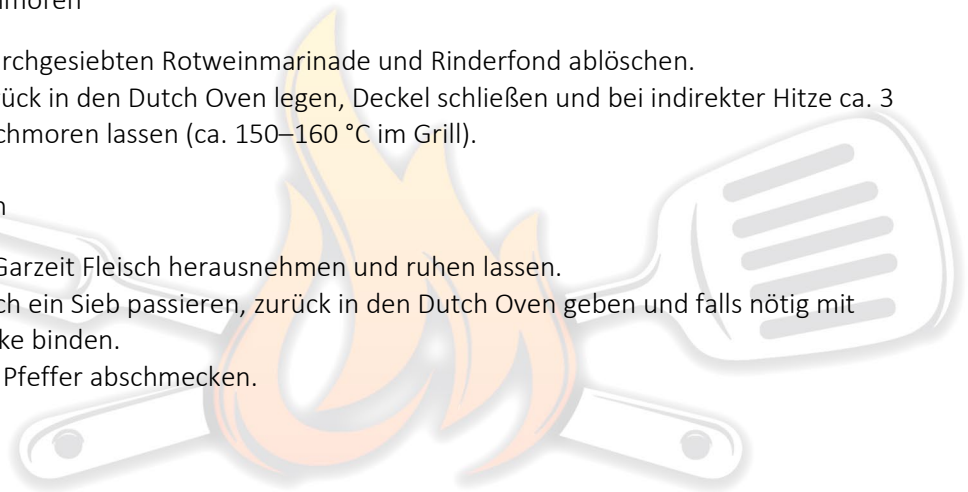 rchgesiebten Rotweinmarinade und Rinderfond ablöschen.
ück in den Dutch Oven legen, Deckel schließen und bei indirekter Hitze ca. 3
chmoren lassen (ca. 150–160 °C im Grill).
Garzeit Fleisch herausnehmen und ruhen lassen.
ch ein Sieb passieren, zurück in den Dutch Oven geben und falls nötig mit
ke binden.
Pfeffer abschmecken.